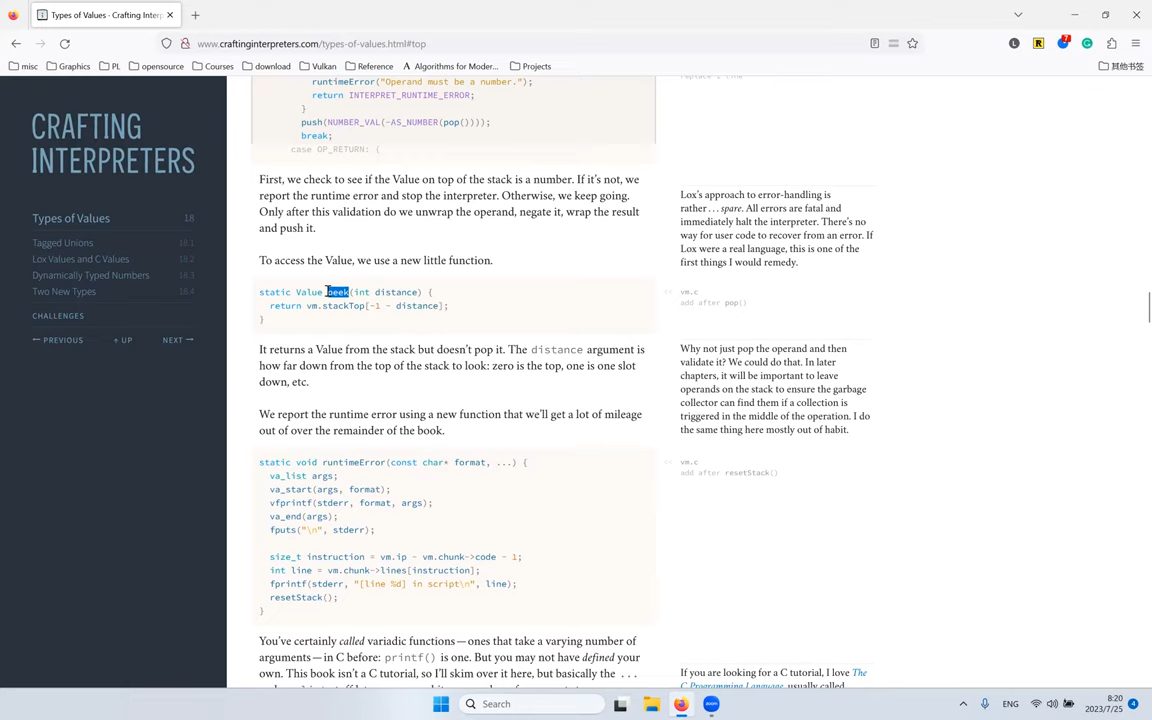 Types of Values - Crafting Interp
www.craftinginterpreters.com/types-of-values.html#top
misc
Graphics
PL
opensource
Courses
download
Vulkan
Reference
Algorithms for Moder...
Projects
其他书签
CRAFTING
INTERPRETERS
Types of Values 18
Tagged Unions 18.1
Lox Values and C Values 18.2
Dynamically Typed Numbers 18.3
Two New Types 18.4
CHALLENGES
← PREVIOUS ↑ UP NEXT →
runtimeError("Operand must be a number.");
return INTERPRET_RUNTIME_ERROR;
}
push(NUMBER_VAL(-AS_NUMBER(pop())));
break;
case OP_RETURN: {
First, we check to see if the Value on top of the stack is a number. If it's not, we
report the runtime error and stop the interpreter. Otherwise, we keep going.
Only after this validation do we unwrap the operand, negate it, wrap the result
and push it.
To access the Value, we use a new little function.
static Value peek(int distance) {
return vm.stackTop[-1 - distance];
}
It returns a Value from the stack but doesn't pop it. The distance argument is
how far down from the top of the stack to look: zero is the top, one is one slot
down, etc.
We report the runtime error using a new function that we'll get a lot of mileage
out of over the remainder of the book.
static void runtimeError(const char* format, ...) {
va_list args;
va_start(args, format);
vfprintf(stderr, format, args);
va_end(args);
fputs("\n", stderr);
size_t instruction = vm.ip - vm.chunk->code - 1;
int line = vm.chunk->lines[instruction];
fprintf(stderr, "[line %d] in script\n", line);
resetStack();
}
You've certainly called variadic functions—ones that take a varying number of
arguments—in C before: printf() is one. But you may not have defined your
own. This book isn't a C tutorial, so I'll skim over it here, but basically the ...
Lox's approach to error-handling is
rather . . . spare. All errors are fatal and
immediately halt the interpreter. There's no
way for user code to recover from an error. If
Lox were a real language, this is one of the
first things I would remedy.
vm.c
add after pop()
Why not just pop the operand and then
validate it? We could do that. In later
chapters, it will be important to leave
operands on the stack to ensure the garbage
collector can find them if a collection is
triggered in the middle of the operation. I do
the same thing here mostly out of habit.
vm.c
add after resetStack()
If you are looking for a C tutorial, I love The
C Programming Language, usually called
Search
ENG
8:20
2023/7/25
4
7